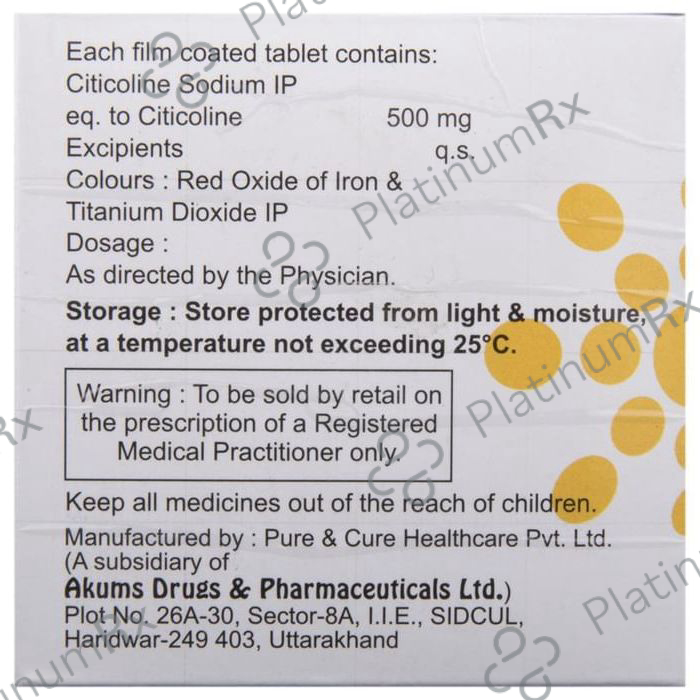 Each film coated tablet contains:
Citicoline Sodium IP
eq. to Citicoline 500 mg
Excipients q.s.
Colours : Red Oxide of Iron &
Titanium Dioxide IP
Dosage :
As directed by the Physician.
Storage : Store protected from light & moisture,
at a temperature not exceeding 25°C.
Warning : To be sold by retail on
the prescription of a Registered
Medical Practitioner only.
Keep all medicines out of the reach of children.
Manufactured by : Pure & Cure Healthcare Pvt. Ltd.
(A subsidiary of
Akums Drugs & Pharmaceuticals Ltd.)
Plot No. 26A-30, Sector-8A, I.I.E., SIDCUL,
Haridwar-249 403, Uttarakhand
PlatinumRx
PlatinumRx
PlatinumRx
Platin
inumRx
Rx
Platinum